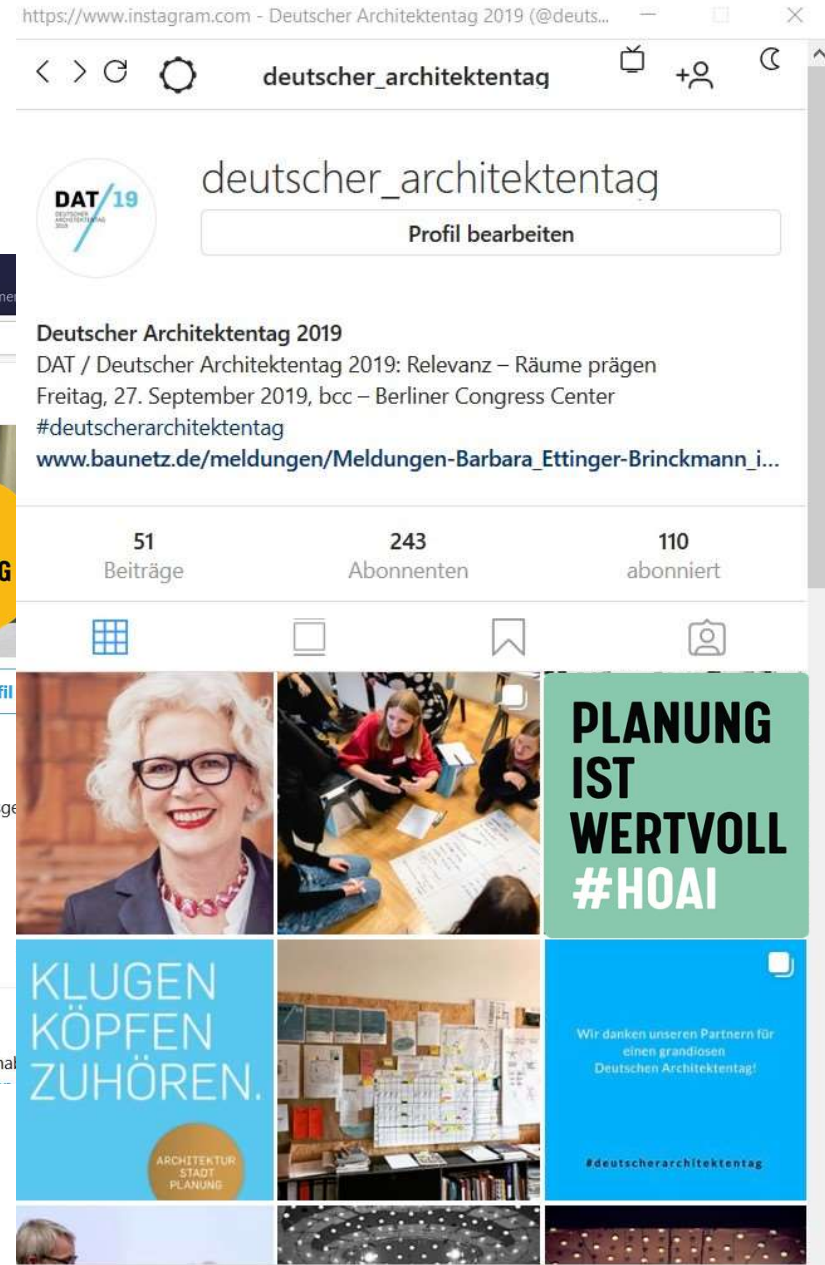 https://www.instagram.com - Deutscher Architektentag 2019 (@deuts...
deutscher_architektentag
DAT/19
DEUTSCHER
ARCHITEKTENTAG
2019
deutscher_architektentag
Profil bearbeiten
Deutscher Architektentag 2019
DAT / Deutscher Architektentag 2019: Relevanz – Räume prägen
Freitag, 27. September 2019, bcc – Berliner Congress Center
#deutscherarchitektentag
www.baunetz.de/meldungen/Meldungen-Barbara_Ettinger-Brinckmann_i...
51 243 110
Beiträge Abonnenten abonniert
PLANUNG
IST
WERTVOLL
#HOAI
KLUGEN
KÖPFEN
ZUHÖREN.
ARCHITEKTUR
STADT
PLANUNG
Wir danken unseren Partnern für
einen grandiosen
Deutschen Architektentag!
#deutscherarchitektentag